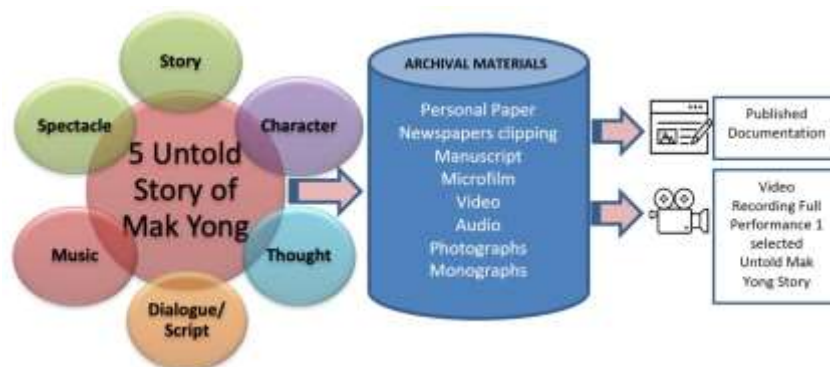 Story
Spectacle
Character
5 Untold
Story of
Mak Yong
Music
Thought
Dialogue/
Script
ARCHIVAL MATERIALS
Personal Paper
Newspapers clipping
Manuscript
Microfilm
Video
Audio
Photographs
Monographs
Published
Documentation
Video
Recording Full
Performance 1
selected
Untold Mak
Yong Story